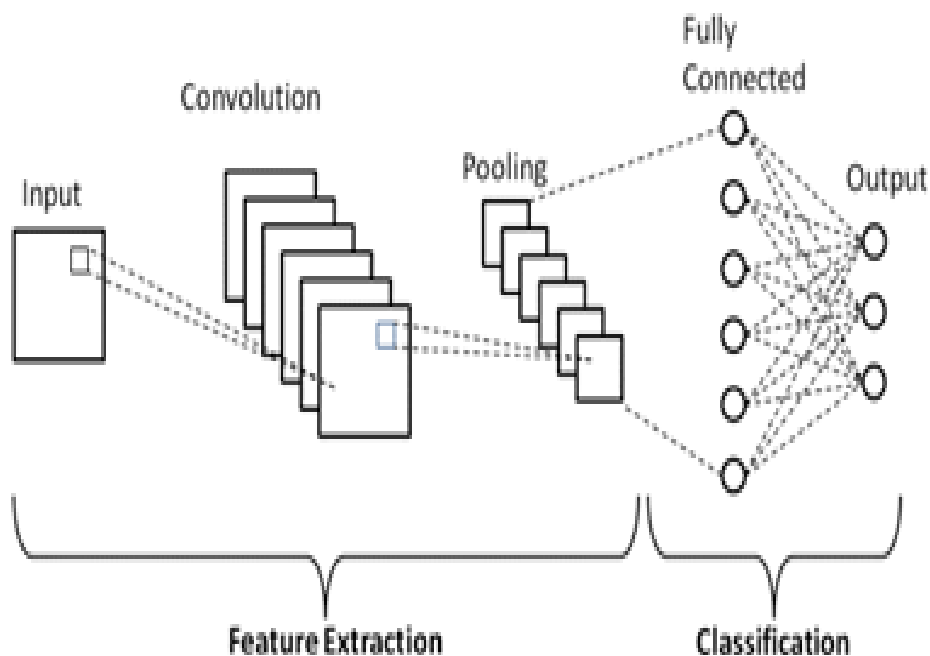 Input
Convolution
Pooling
Fully
Connected
Output
Feature Extraction
Classification